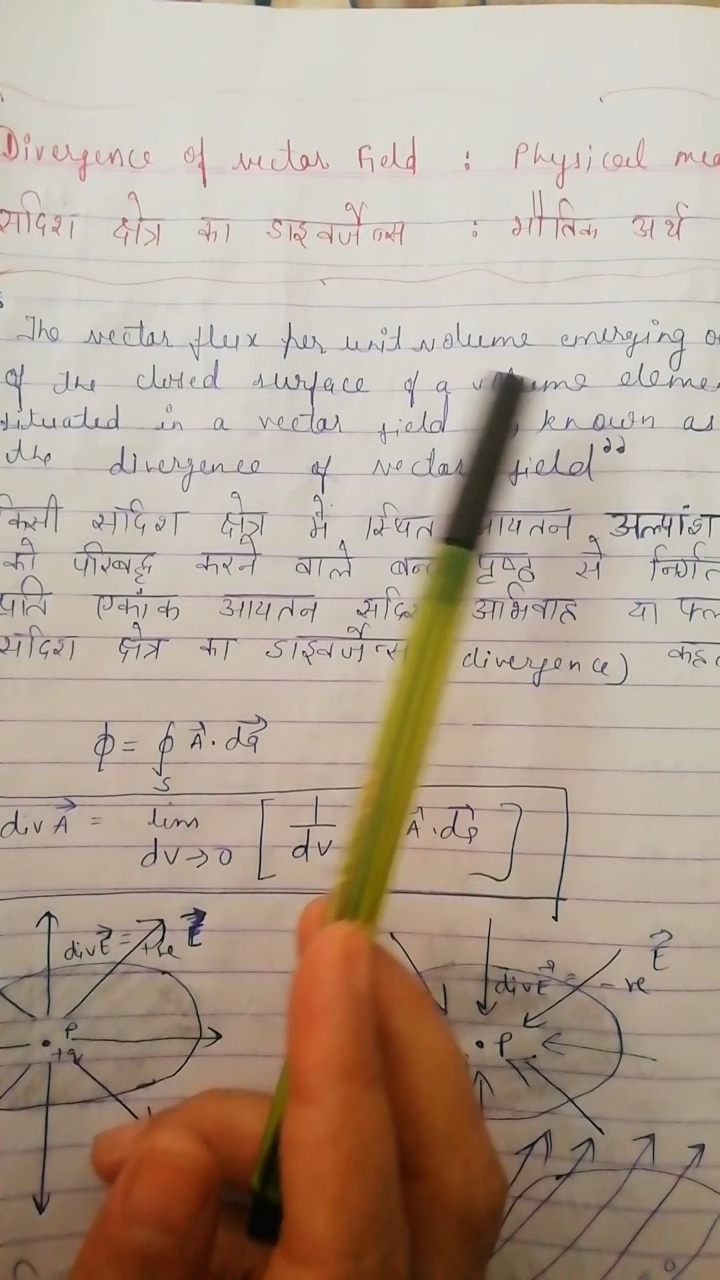 Divergence of vector Field : Physical
सदिश क्षेत्र का डाइवर्जेन्स : भौतिक अर्थ
The vector flux per unit volume emerging
of the closed surface of a volume
situated in a vector field known as
the divergence of vector field"
किसी सदिश क्षेत्र में स्थित आयतन अल्पांश
को परिबद्ध करने वाले बन्द पृष्ठ से निर्गत
प्रति एकांक आयतन सदिश अभिवाह या
सदिश क्षेत्र का डाइवर्जेन्स divergence)
ϕ = ∮ A⃗ · da⃗
S
div A⃗ = lim dv→0 [ 1/dv A⃗ · da⃗ ]
div E⃗ = +ve E⃗
P
+q
E⃗
div E⃗ = -ve
P